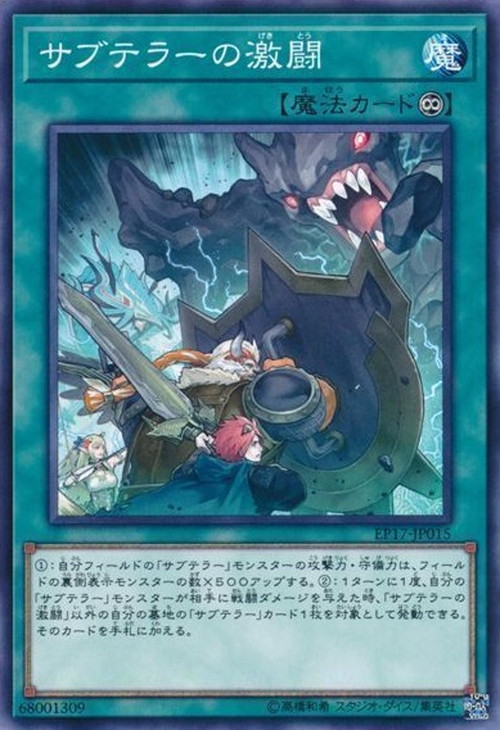 サブテラーの激闘
魔
【魔法カード】
EP17-JP015
①:自分フィールドの「サブテラー」モンスターの攻撃力・守備力は、フィール
ドの裏側表示モンスターの数×500アップする。②:1ターンに1度、自分の
「サブテラー」モンスターが相手に戦闘ダメージを与えた時、「サブテラーの
激闘」以外の自分の墓地の「サブテラー」カード1枚を対象として発動できる。
そのカードを手札に加える。
68001309
©高橋和希 スタジオ・ダイス/集英社